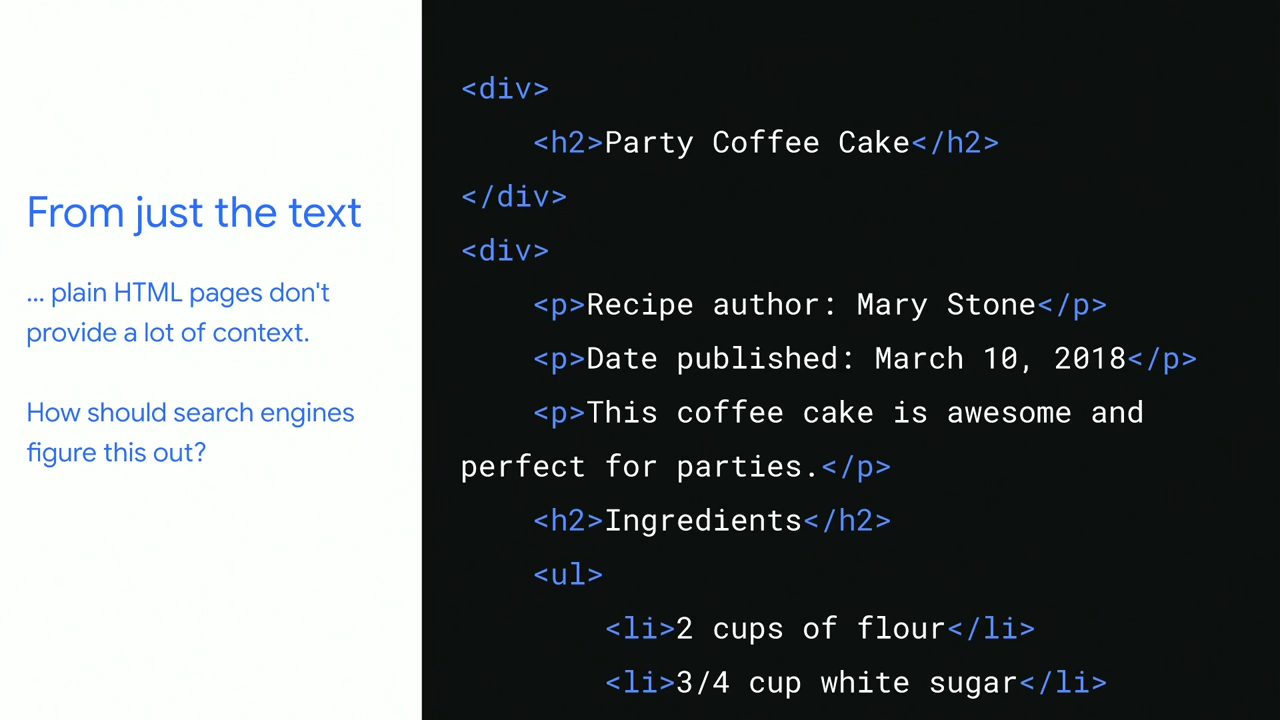 From just the text
... plain HTML pages don't
provide a lot of context.
How should search engines
figure this out?
<div>
<h2>Party Coffee Cake</h2>
</div>
<div>
<p>Recipe author: Mary Stone</p>
<p>Date published: March 10, 2018</p>
<p>This coffee cake is awesome and
perfect for parties.</p>
<h2>Ingredients</h2>
<ul>
<li>2 cups of flour</li>
<li>3/4 cup white sugar</li>